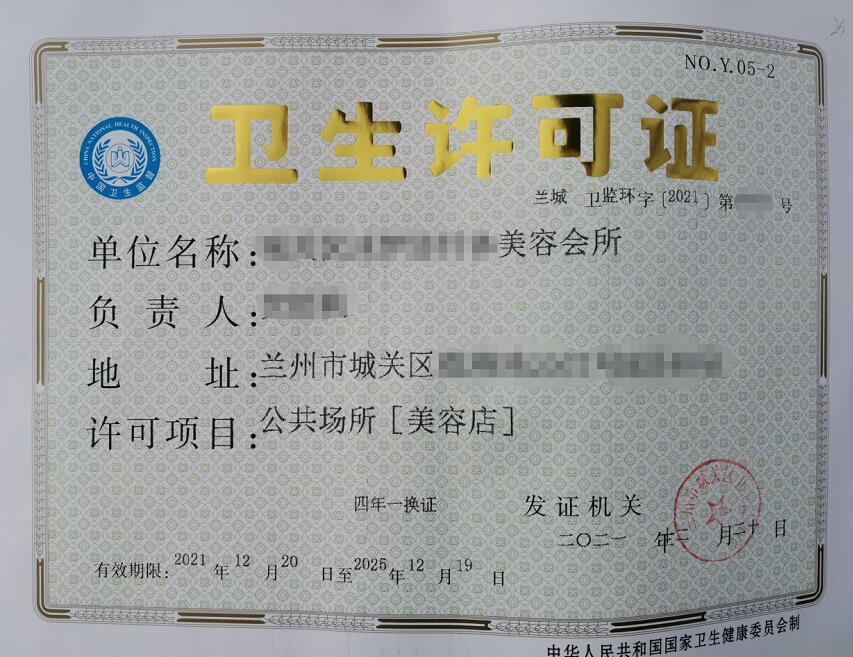 NO.Y.05-2
CHINA NATIONAL HEALTH INSPECTION
中国卫生监督
卫生许可证
兰城 卫监环字〔2021〕第 号
单位名称: 美容会所
负责人:
地址:兰州市城关区
许可项目:公共场所[美容店]
四年一换证
发证机关
兰州市城关区
二〇二一年十二月二十日
有效期限:2021年12月20日至2025年12月19日
中华人民共和国国家卫生健康委员会制